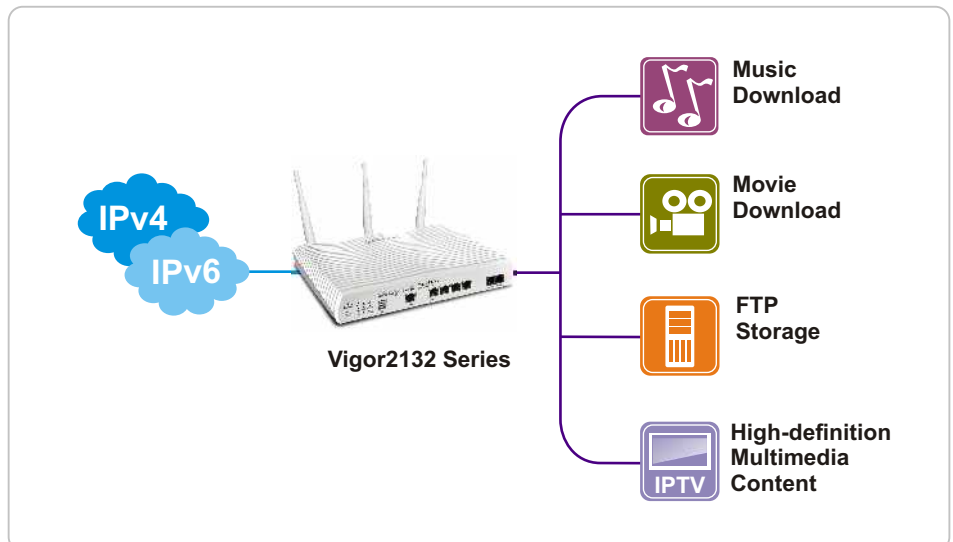 IPv4
IPv6
Vigor2132 Series
Music
Download
Movie
Download
FTP
Storage
IPTV
High-definition
Multimedia
Content